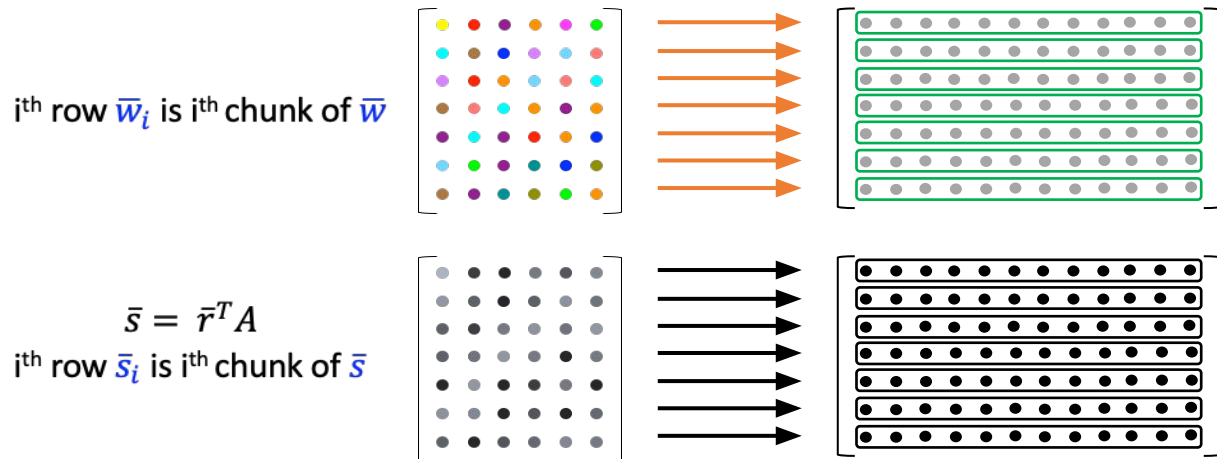 iᵗʰ row w̅ᵢ is iᵗʰ chunk of w̅
s̅ = r̅ᵀA
iᵗʰ row s̅ᵢ is iᵗʰ chunk of s̅